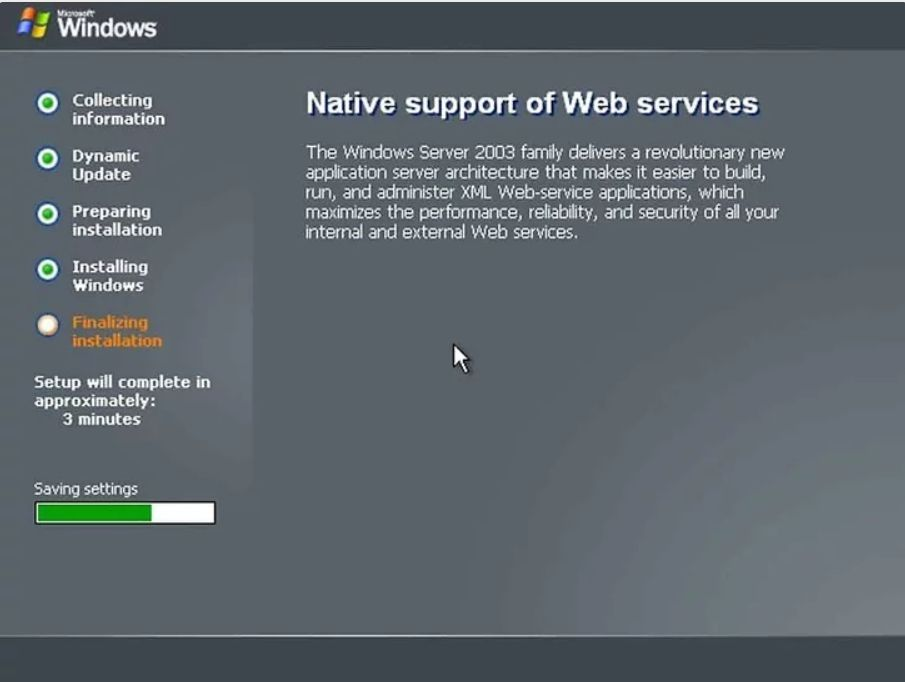 Microsoft
Windows
Collecting
information
Dynamic
Update
Preparing
installation
Installing
Windows
Finalizing
installation
Setup will complete in
approximately:
3 minutes
Saving settings
Native support of Web services
The Windows Server 2003 family delivers a revolutionary new
application server architecture that makes it easier to build,
run, and administer XML Web-service applications, which
maximizes the performance, reliability, and security of all your
internal and external Web services.